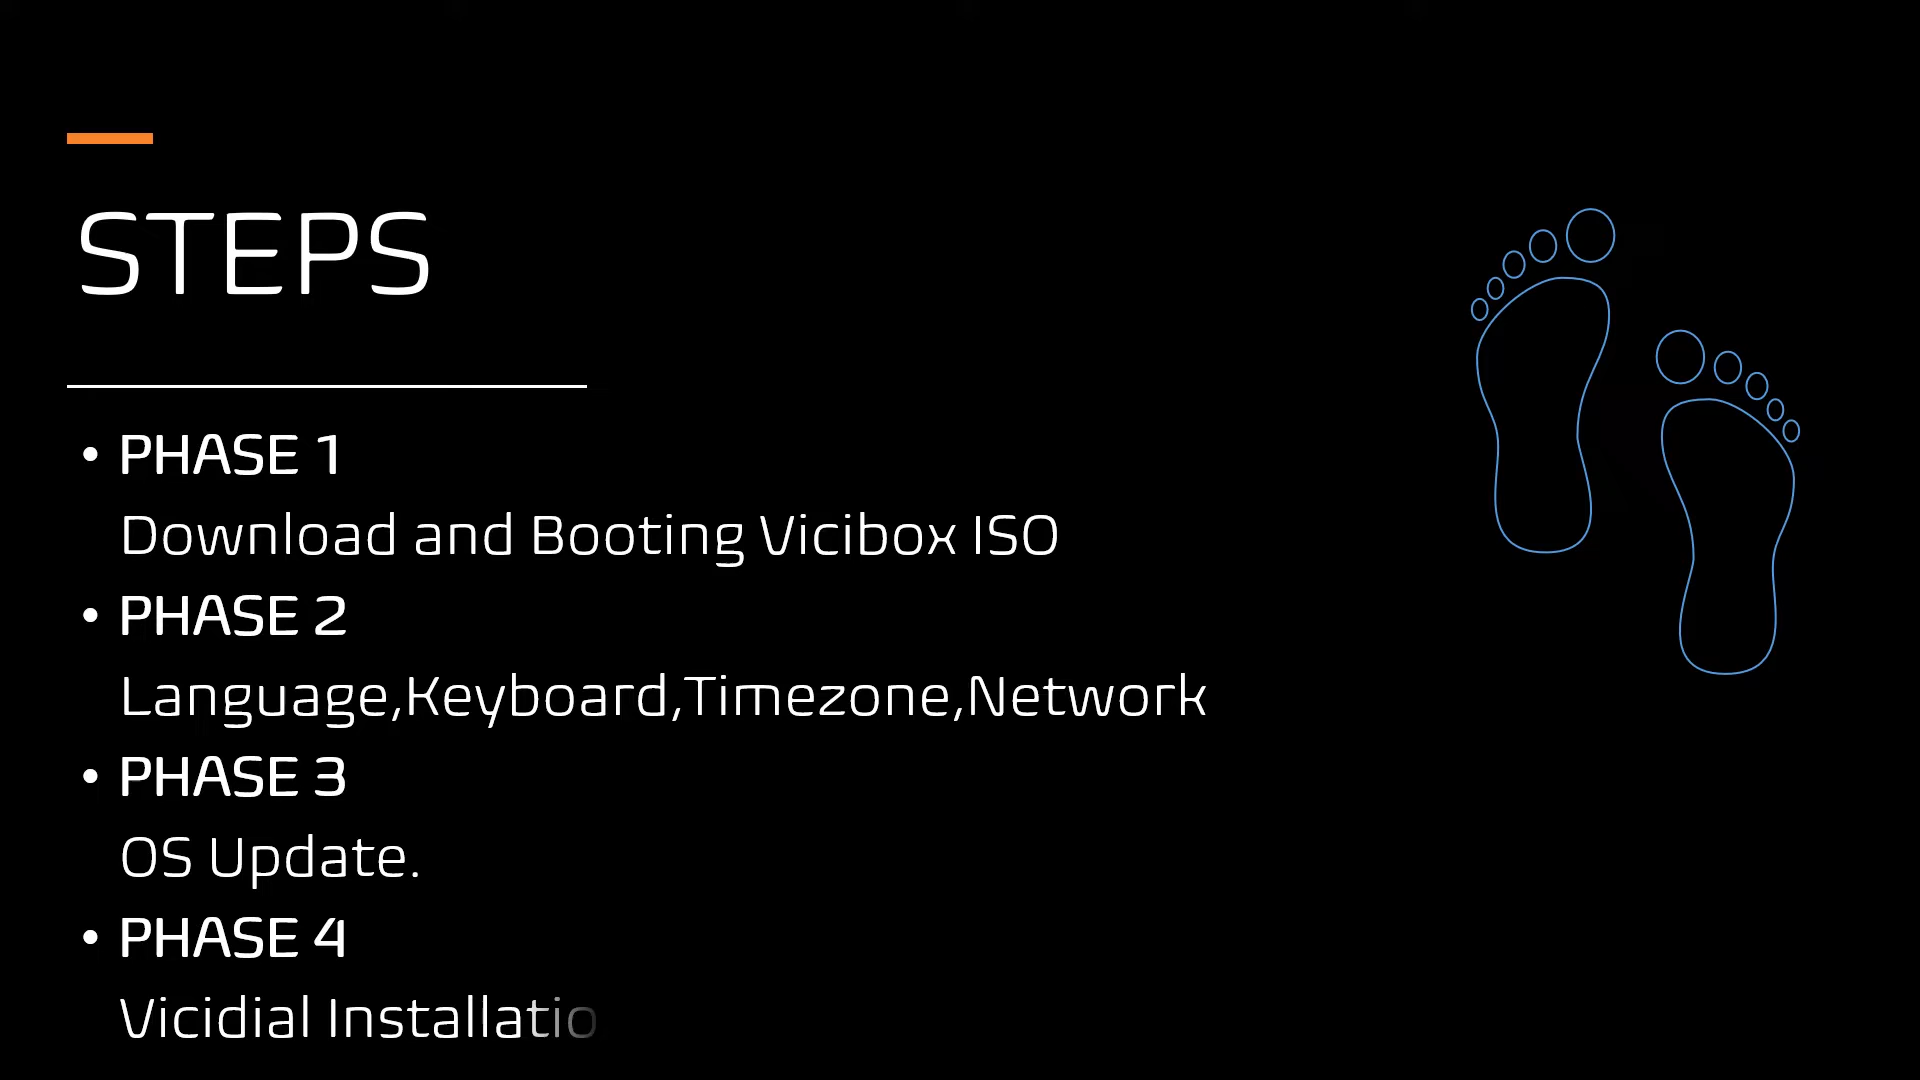 STEPS
• PHASE 1
Download and Booting Vicibox ISO
• PHASE 2
Language,Keyboard,Timezone,Network
• PHASE 3
OS Update.
• PHASE 4
Vicidial Installatio